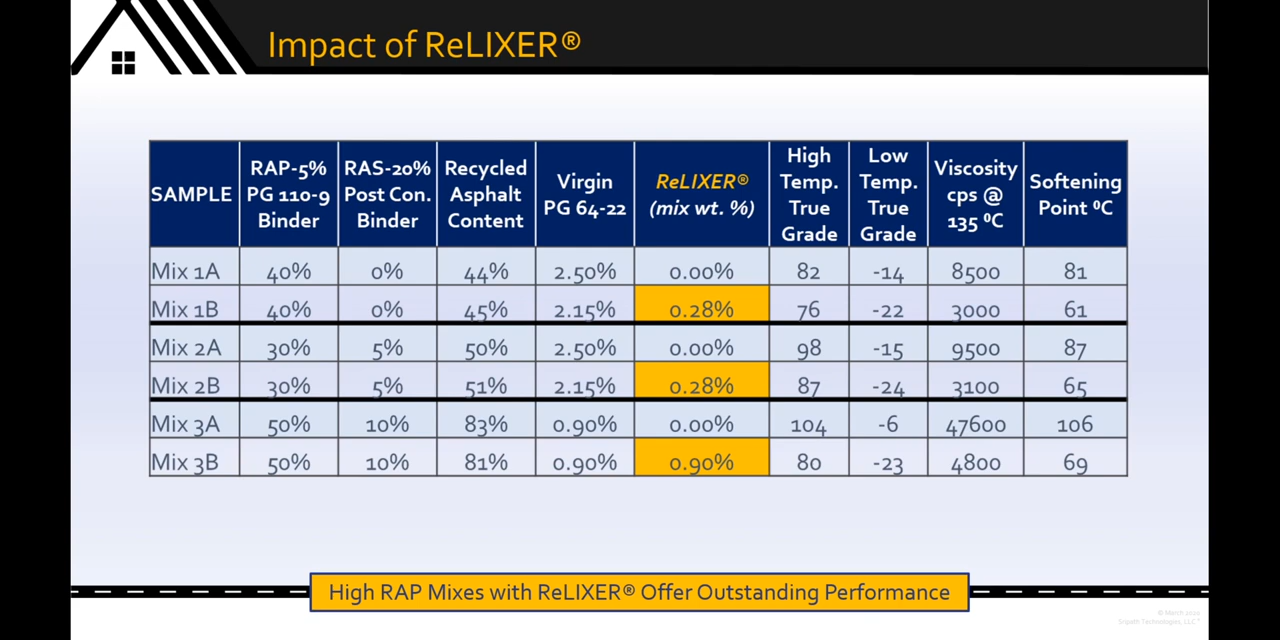 Impact of ReLIXER®
SAMPLE RAP-5% PG 110-9 Binder RAS-20% Post Con. Binder Recycled Asphalt Content Virgin PG 64-22 ReLIXER® (mix wt. %) High Temp. True Grade Low Temp. True Grade Viscosity cps @ 135 ⁰C Softening Point ⁰C
Mix 1A 40% 0% 44% 2.50% 0.00% 82 -14 8500 81
Mix 1B 40% 0% 45% 2.15% 0.28% 76 -22 3000 61
Mix 2A 30% 5% 50% 2.50% 0.00% 98 -15 9500 87
Mix 2B 30% 5% 51% 2.15% 0.28% 87 -24 3100 65
Mix 3A 50% 10% 83% 0.90% 0.00% 104 -6 47600 106
Mix 3B 50% 10% 81% 0.90% 0.90% 80 -23 4800 69
High RAP Mixes with ReLIXER® Offer Outstanding Performance
© March
Technologies, LLC